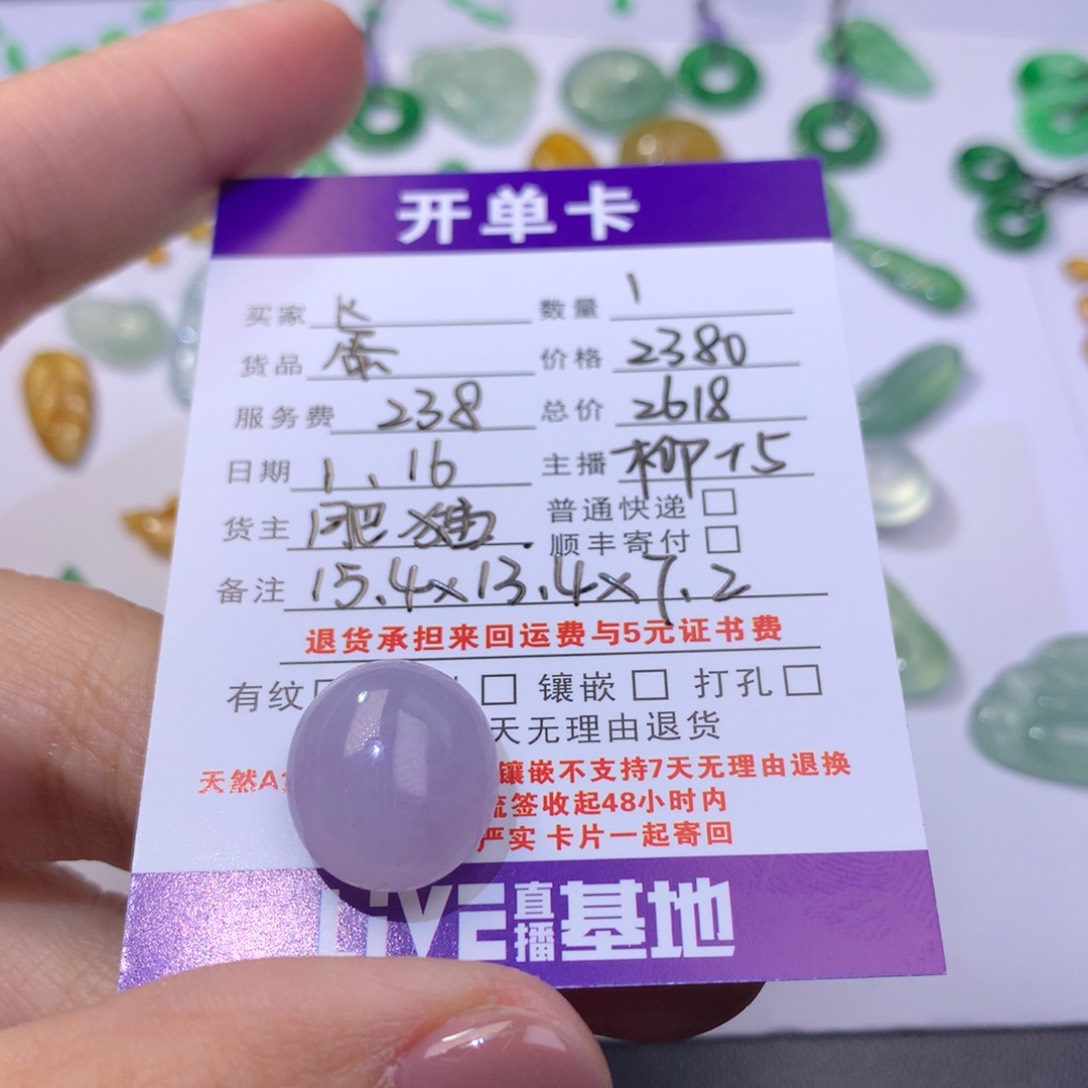 开单卡
买家 K 数量 1
货品 蛋 价格 2380
服务费 238 总价 2618
日期 1.16 主播 柳15
货主 肥 普通快递
顺丰寄付
备注 15.4x13.4x7.2
退货承担来回运费与5元证书费
有纹 镶嵌 打孔
天无理由退货
天然A 镶嵌不支持7天无理由退换
签收起48小时内
严实 卡片一起寄回
LIVE 直播 基地